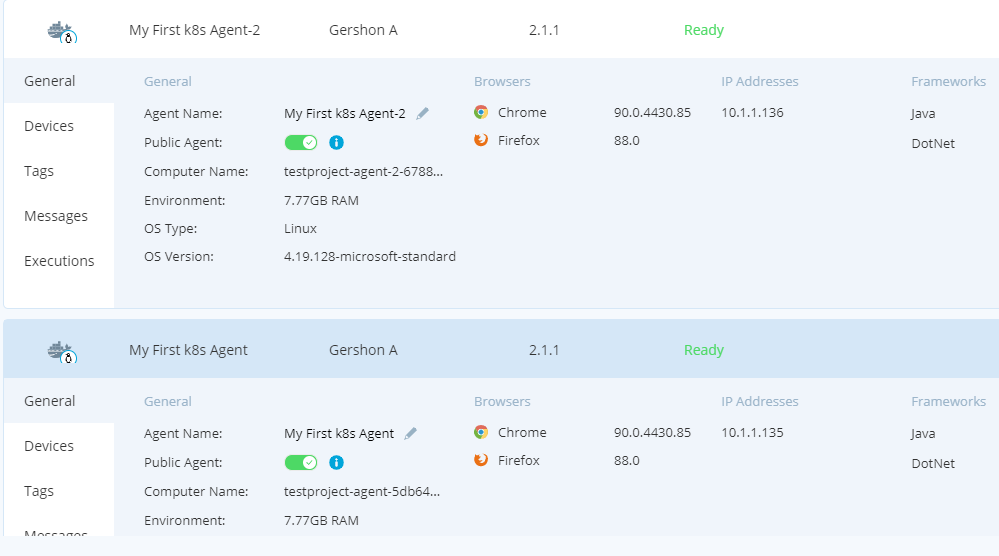 My First k8s Agent-2 Gershon A 2.1.1 Ready
General General Browsers IP Addresses Frameworks
Agent Name: My First k8s Agent-2 Chrome 90.0.4430.85 10.1.1.136 Java
Devices
Public Agent: Firefox 88.0 DotNet
Tags Computer Name: testproject-agent-2-6788...
Environment: 7.77GB RAM
Messages
OS Type: Linux
Executions OS Version: 4.19.128-microsoft-standard
My First k8s Agent Gershon A 2.1.1 Ready
General General Browsers IP Addresses Frameworks
Agent Name: My First k8s Agent Chrome 90.0.4430.85 10.1.1.135 Java
Devices
Public Agent: Firefox 88.0 DotNet
Tags Computer Name: testproject-agent-5db64...
Environment: 7.77GB RAM
Messages